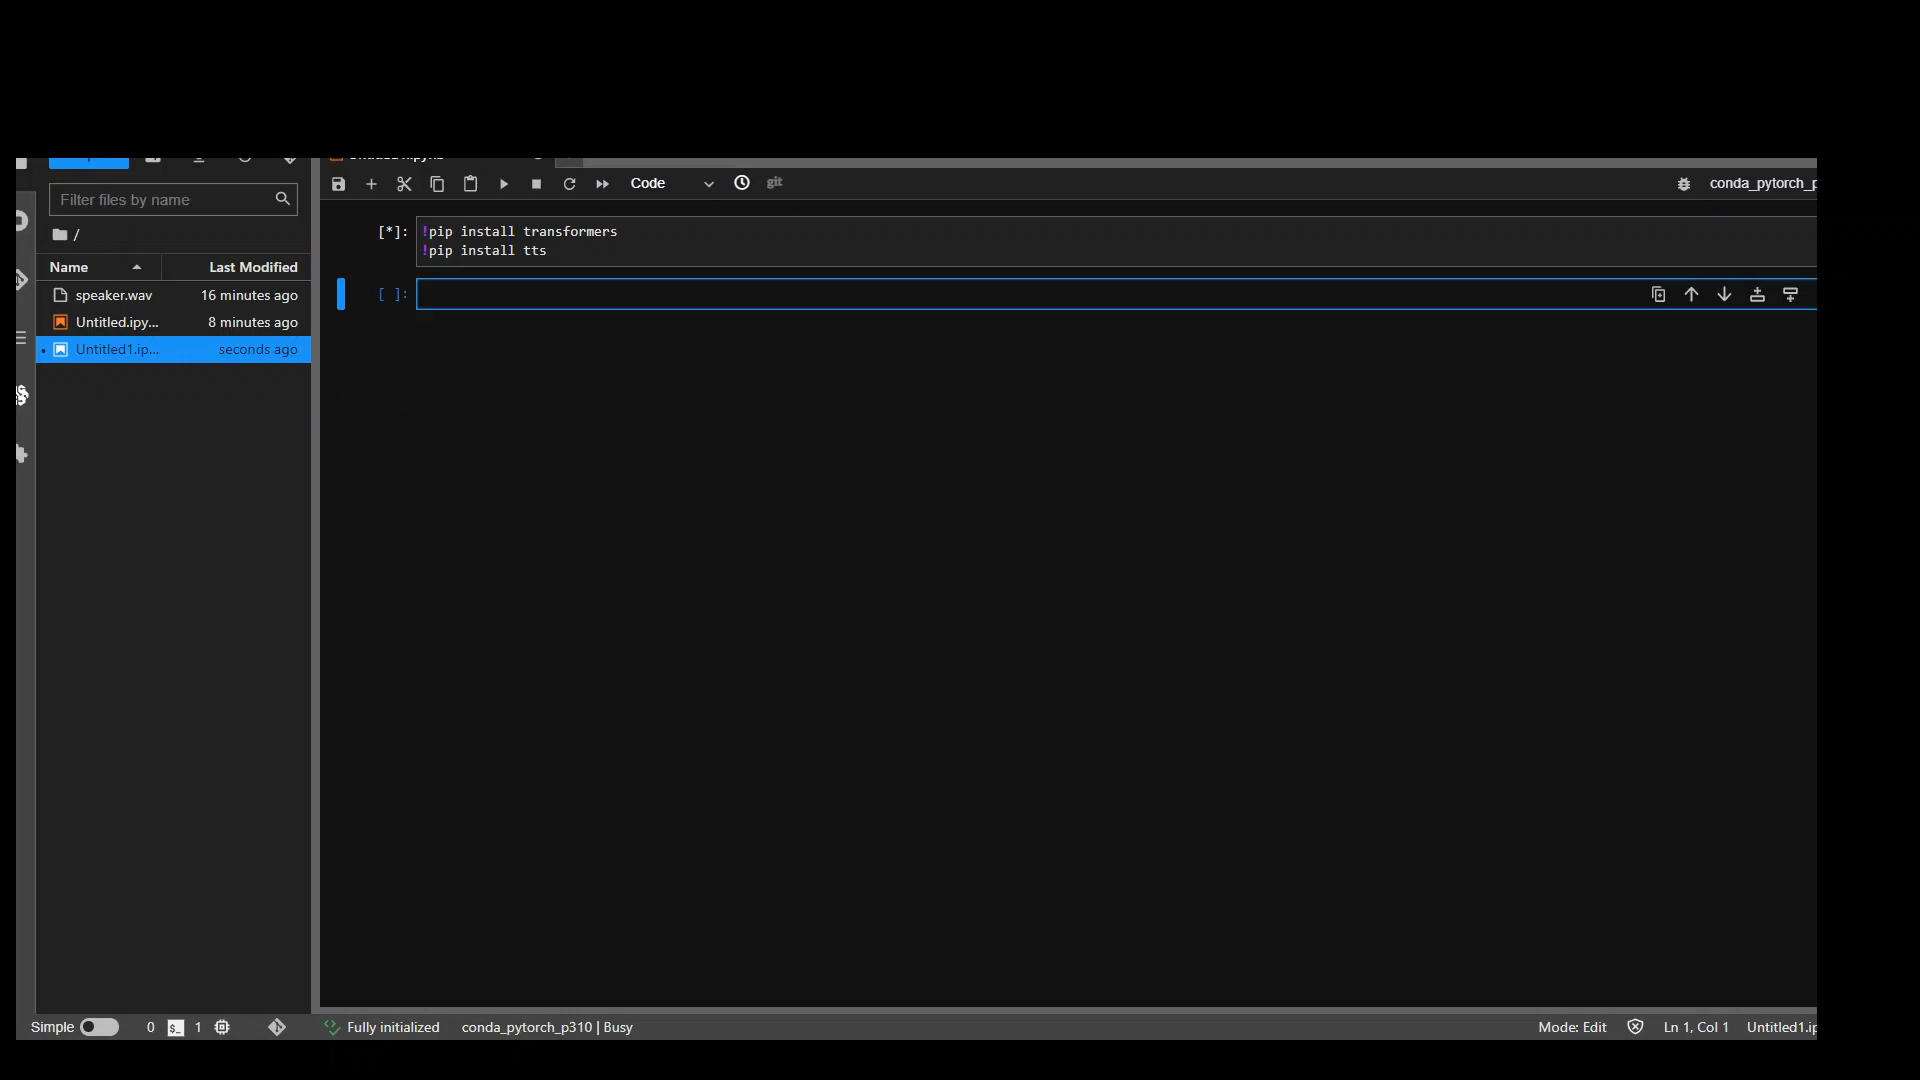 Filter files by name
/
Name Last Modified
speaker.wav 16 minutes ago
Untitled.ipy... 8 minutes ago
Untitled1.ip... seconds ago
Code git conda_pytorch_p
[*]: !pip install transformers
!pip install tts
[ ]:
Simple 0 $_ 1 Fully initialized conda_pytorch_p310 | Busy Mode: Edit Ln 1, Col 1 Untitled1.ip